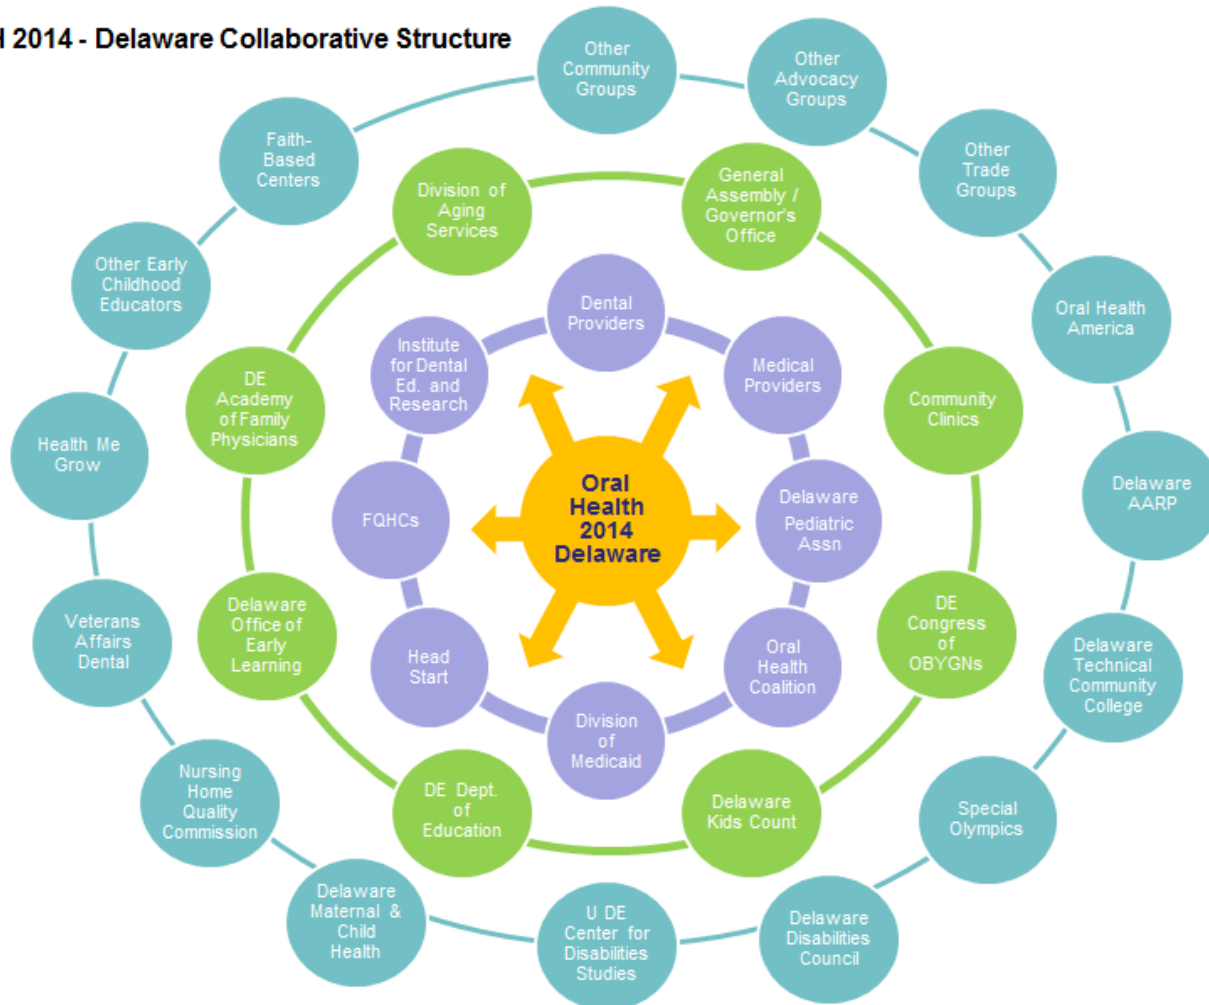 H 2014 - Delaware Collaborative Structure
Other
Community
Groups
Other
Advocacy
Groups
Other
Trade
Groups
Oral Health
America
Delaware
AARP
Delaware
Technical
Community
College
Special
Olympics
Delaware
Disabilities
Council
U DE
Center for
Disabilities
Studies
Delaware
Maternal &
Child
Health
Nursing
Home
Quality
Commission
Veterans
Affairs
Dental
Health Me
Grow
Other Early
Childhood
Educators
Faith-
Based
Centers
Division of
Aging
Services
General
Assembly /
Governor's
Office
Community
Clinics
DE
Congress
of
OBYGNs
Delaware
Kids Count
DE Dept.
of
Education
Delaware
Office of
Early
Learning
DE
Academy
of Family
Physicians
Dental
Providers
Medical
Providers
Delaware
Pediatric
Assn
Oral
Health
Coalition
Division
of
Medicaid
Head
Start
FQHCs
Institute
for Dental
Ed. and
Research
Oral
Health
2014
Delaware